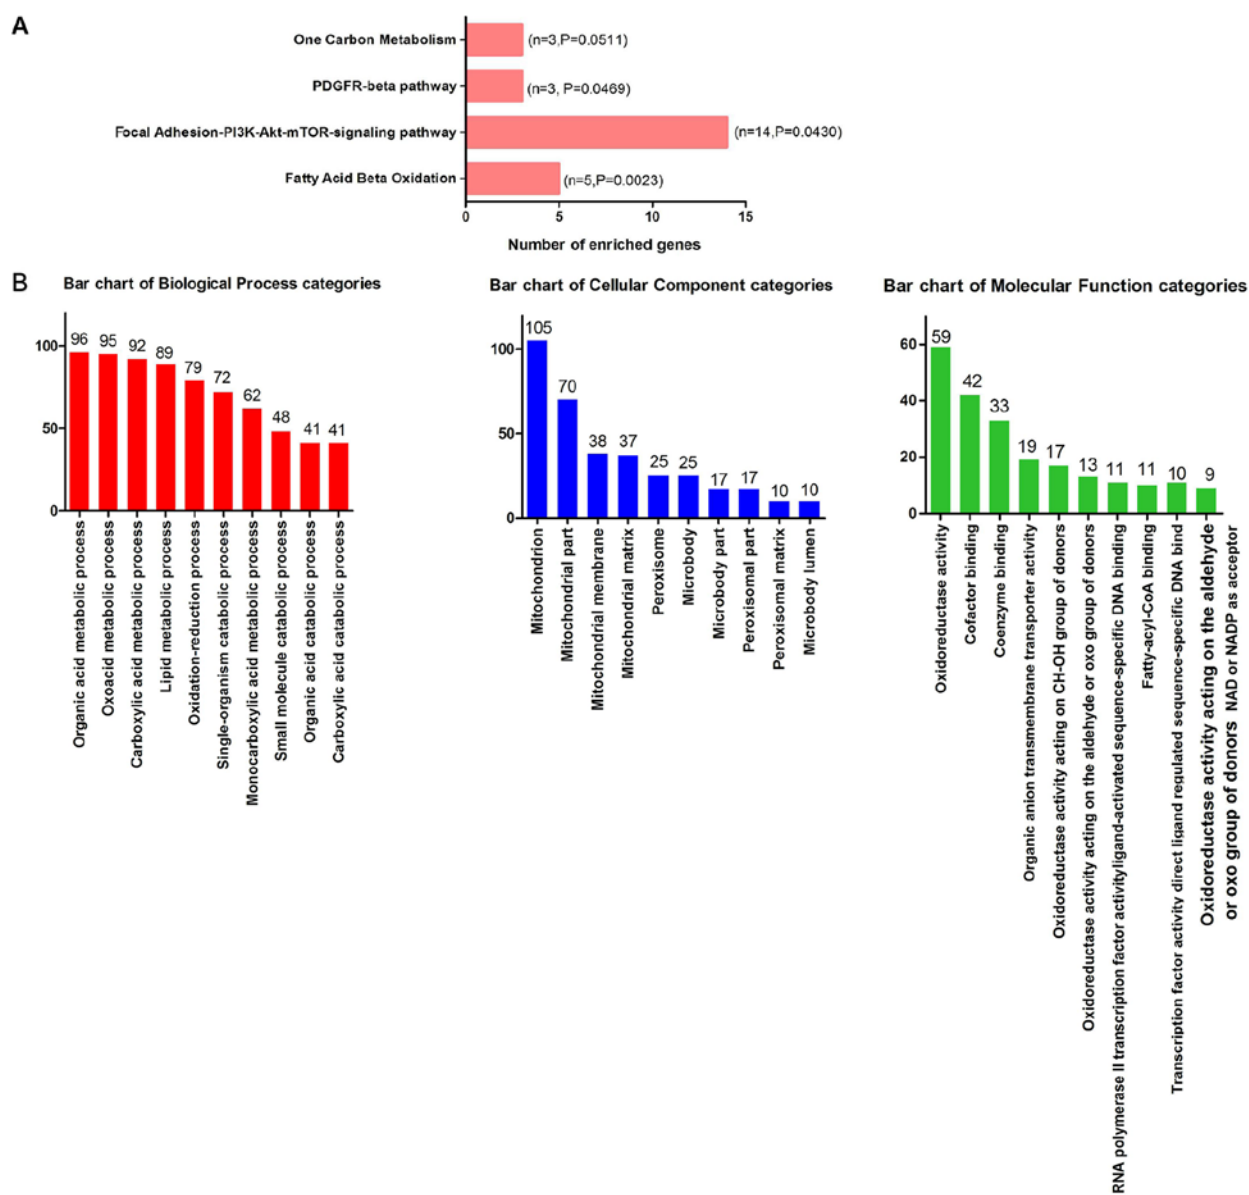 A
One Carbon Metabolism
(n=3,P=0.0511)
PDGFR-beta pathway
(n=3, P=0.0469)
Focal Adhesion-PI3K-Akt-mTOR-signaling pathway
(n=14,P=0.0430)
Fatty Acid Beta Oxidation
(n=5,P=0.0023)
0
5
10
15
Number of enriched genes
B
Bar chart of Biological Process categories
100
50
0
96
95
92
89
79
72
62
48
41
41
Organic acid metabolic process
Oxoacid metabolic process
Carboxylic acid metabolic process
Lipid metabolic process
Oxidation-reduction process
Single-organism catabolic process
Monocarboxylic acid metabolic process
Small molecule catabolic process
Organic acid catabolic process
Carboxylic acid catabolic process
Bar chart of Cellular Component categories
100
50
0
105
70
38
37
25
25
17
17
10
10
Mitochondrion
Mitochondrial part
Mitochondrial membrane
Mitochondrial matrix
Peroxisome
Microbody
Microbody part
Peroxisomal part
Peroxisomal matrix
Microbody lumen
Bar chart of Molecular Function categories
60
40
20
0
59
42
33
19
17
13
11
11
10
9
Oxidoreductase activity
Cofactor binding
Coenzyme binding
Organic anion transmembrane transporter activity
Oxidoreductase activity acting on CH-OH group of donors
Oxidoreductase activity acting on the aldehyde or oxo group of donors
RNA polymerase II transcription factor activityligand-activated sequence-specific DNA binding
Fatty-acyl-CoA binding
Transcription factor activity direct ligand regulated sequence-specific DNA bind
Oxidoreductase activity acting on the aldehyde
or oxo group of donors NAD or NADP as acceptor